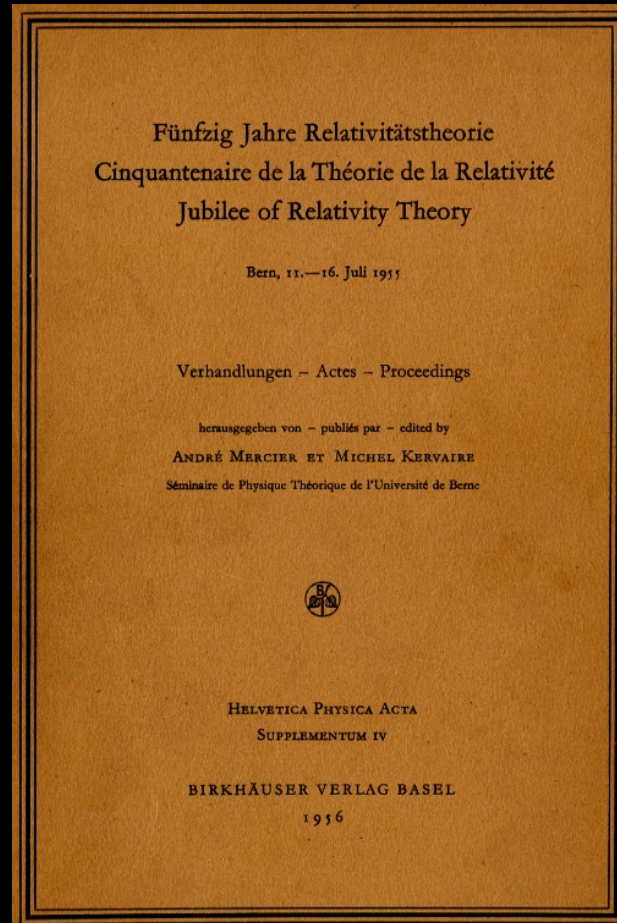 Fünfzig Jahre Relativitätstheorie
Cinquantenaire de la Théorie de la Relativité
Jubilee of Relativity Theory
Bern, 11.—16. Juli 1955
Verhandlungen – Actes – Proceedings
herausgegeben von – publiés par – edited by
ANDRÉ MERCIER ET MICHEL KERVAIRE
Séminaire de Physique Théorique de l'Université de Berne
B
HELVETICA PHYSICA ACTA
SUPPLEMENTUM IV
BIRKHÄUSER VERLAG BASEL
1956